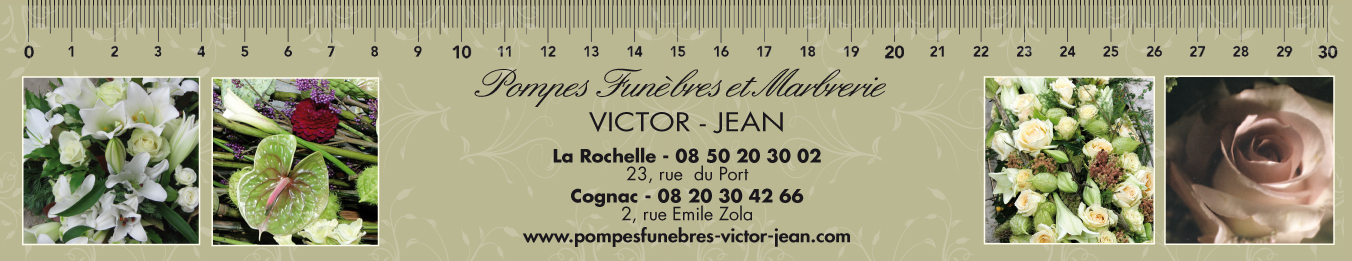 0 1 2 3 4 5 6 7 8 9 10 11 12 13 14 15 16 17 18 19 20 21 22 23 24 25 26 27 28 29 30
Pompes Funèbres et Marbrerie
VICTOR - JEAN
La Rochelle - 08 50 20 30 02
23, rue du Port
Cognac - 08 20 30 42 66
2, rue Emile Zola
www.pompesfunebres-victor-jean.com